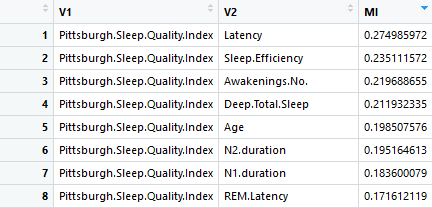 V1 V2 MI
1 Pittsburgh.Sleep.Quality.Index Latency 0.274985972
2 Pittsburgh.Sleep.Quality.Index Sleep.Efficiency 0.235111572
3 Pittsburgh.Sleep.Quality.Index Awakenings.No. 0.219688655
4 Pittsburgh.Sleep.Quality.Index Deep.Total.Sleep 0.211932335
5 Pittsburgh.Sleep.Quality.Index Age 0.198507576
6 Pittsburgh.Sleep.Quality.Index N2.duration 0.195164613
7 Pittsburgh.Sleep.Quality.Index N1.duration 0.183600079
8 Pittsburgh.Sleep.Quality.Index REM.Latency 0.171612119